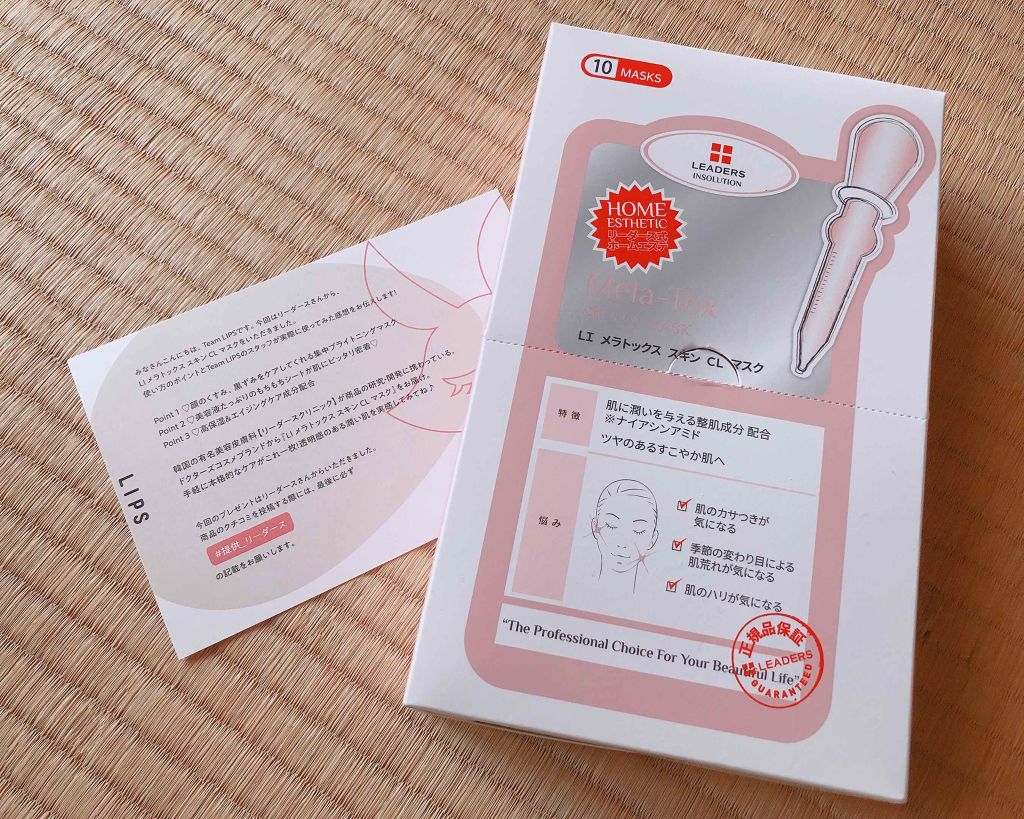 みなさんこんにちは、Team LIPSです。今回はリーダースさんから、
LI メラトックス スキン CL マスクをいただきました。
使い方のポイントとTeam LIPSのスタッフが実際に使ってみた感想をお伝えします!
Point 1 ♡顔のくすみ、黒ずみをケアしてくれる集中ブライトニングマスク
Point 2 ♡美容液たっぷりのもちもちシートが肌にピッタリ密着♡
Point 3 ♡高保湿&エイジングケア成分配合
韓国の有名美容皮膚科【リーダースクリニック】が商品の研究・開発に携わっている、
ドクターズコスメブランドから「LI メラトックス スキン CL マスク」をお届け。
手軽に本格的なケアがこれ一枚!透明感のある潤い肌を実感してみてね♪
今回のプレゼントはリーダースさんからいただきました。
商品のクチコミを投稿する際には、最後に必ず
#提供_リーダース
の記載をお願いします。
LIPS
10 MASKS
LEADERS
INSOLUTION
HOME
ESTHETIC
リーダース式
ホームエステ
Mela-Tox
LI メラトックス スキン CL マスク
特徴
肌に潤いを与える整肌成分 配合
※ナイアシンアミド
ツヤのあるすこやか肌へ
悩み
肌のカサつきが
気になる
季節の変わり目による
肌荒れが気になる
肌のハリが気になる
"The Professional Choice For Your Beautiful Life"
正規品保証
LEADERS
GUARANTEED